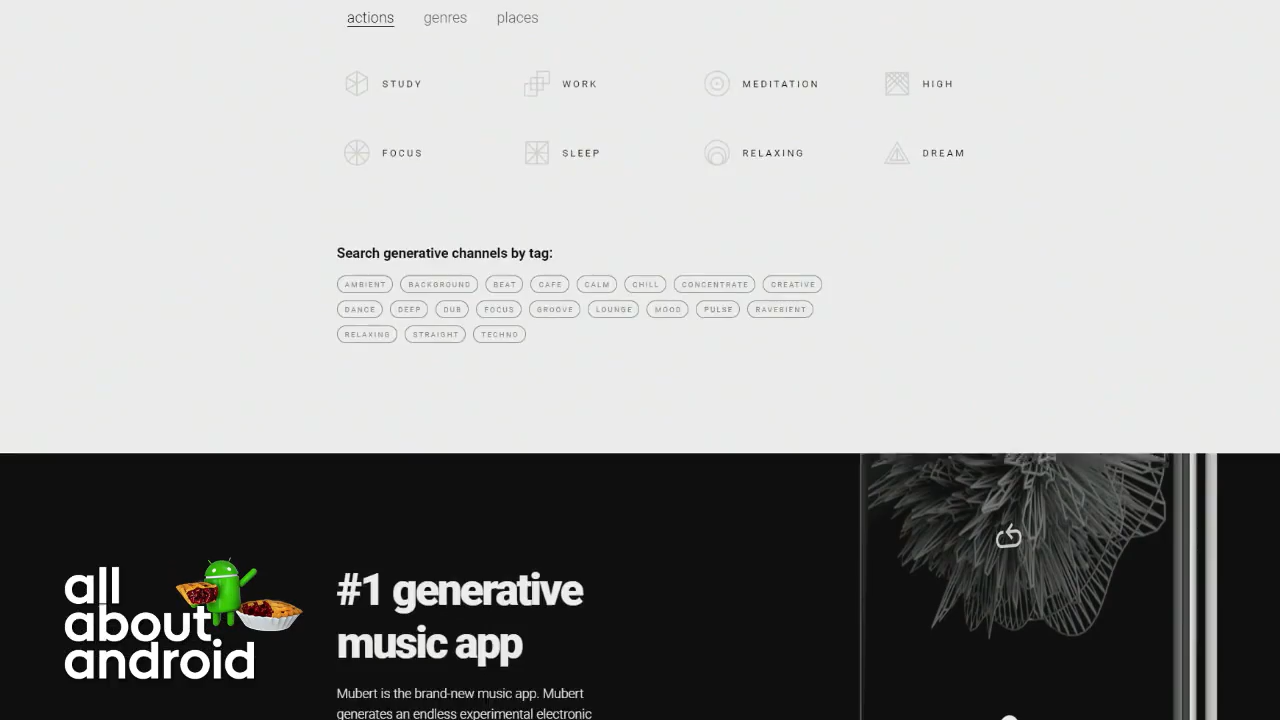 actions genres places
STUDY WORK MEDITATION HIGH
FOCUS SLEEP RELAXING DREAM
Search generative channels by tag:
AMBIENT BACKGROUND BEAT CAFE CALM CHILL CONCENTRATE CREATIVE
DANCE DEEP DUB FOCUS GROOVE LOUNGE MOOD PULSE RAVEBIENT
RELAXING STRAIGHT TECHNO
all
about
android
#1 generative
music app
Mubert is the brand-new music app. Mubert
generates an endless experimental electronic